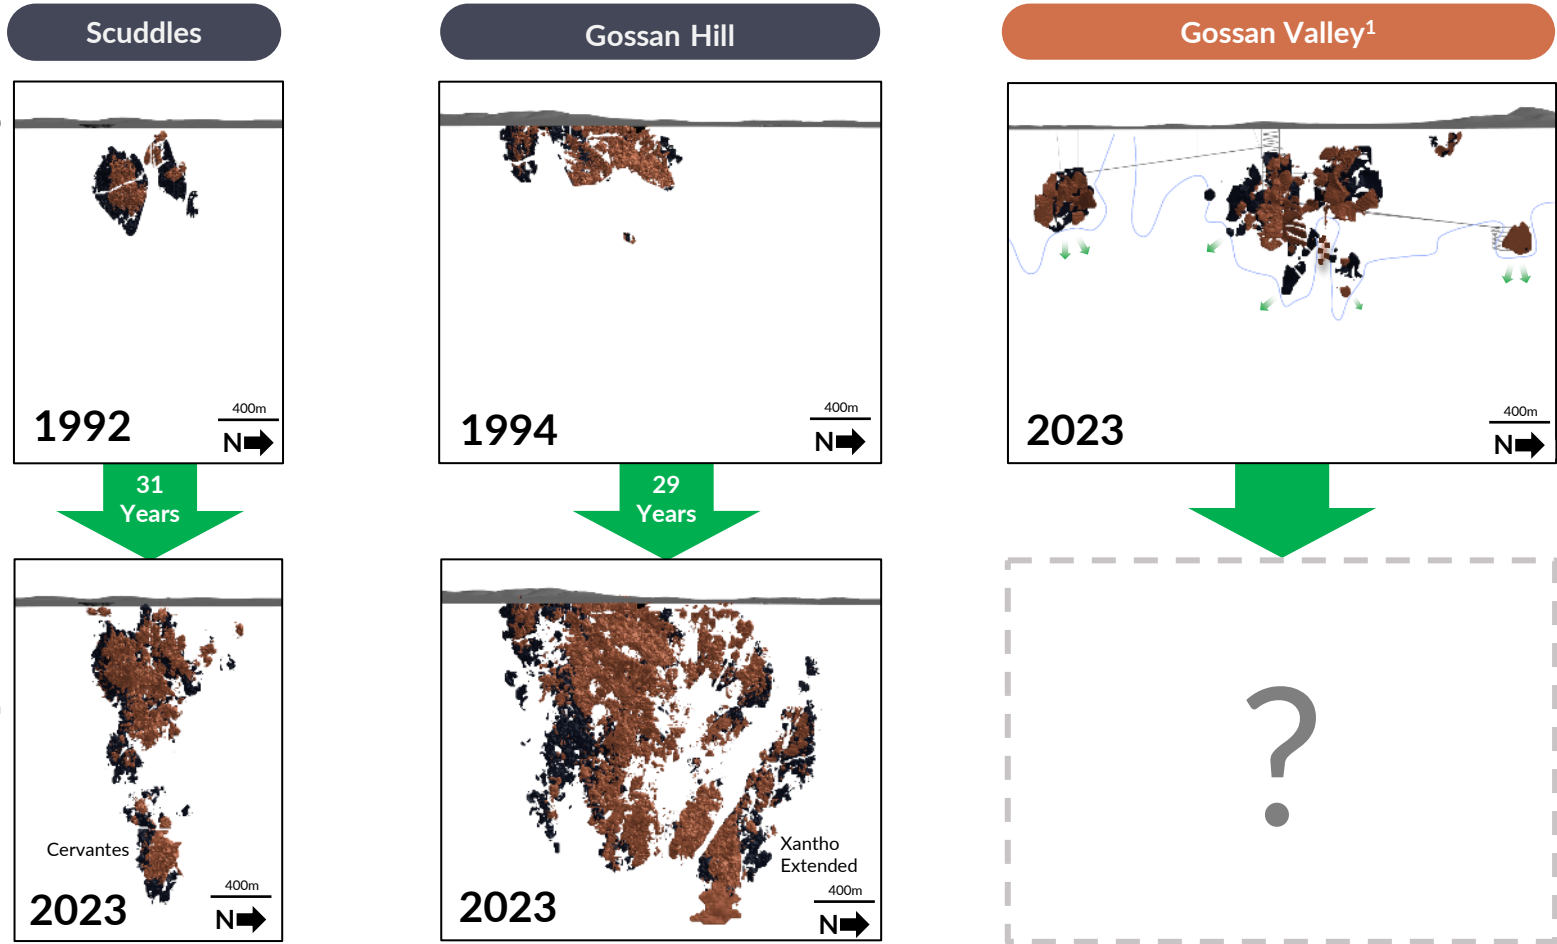 Scuddles
Gossan Hill
Gossan Valley¹
1992
400m
N
1994
400m
N
2023
400m
N
31
Years
29
Years
Cervantes
2023
400m
N
Xantho
Extended
2023
400m
N
?